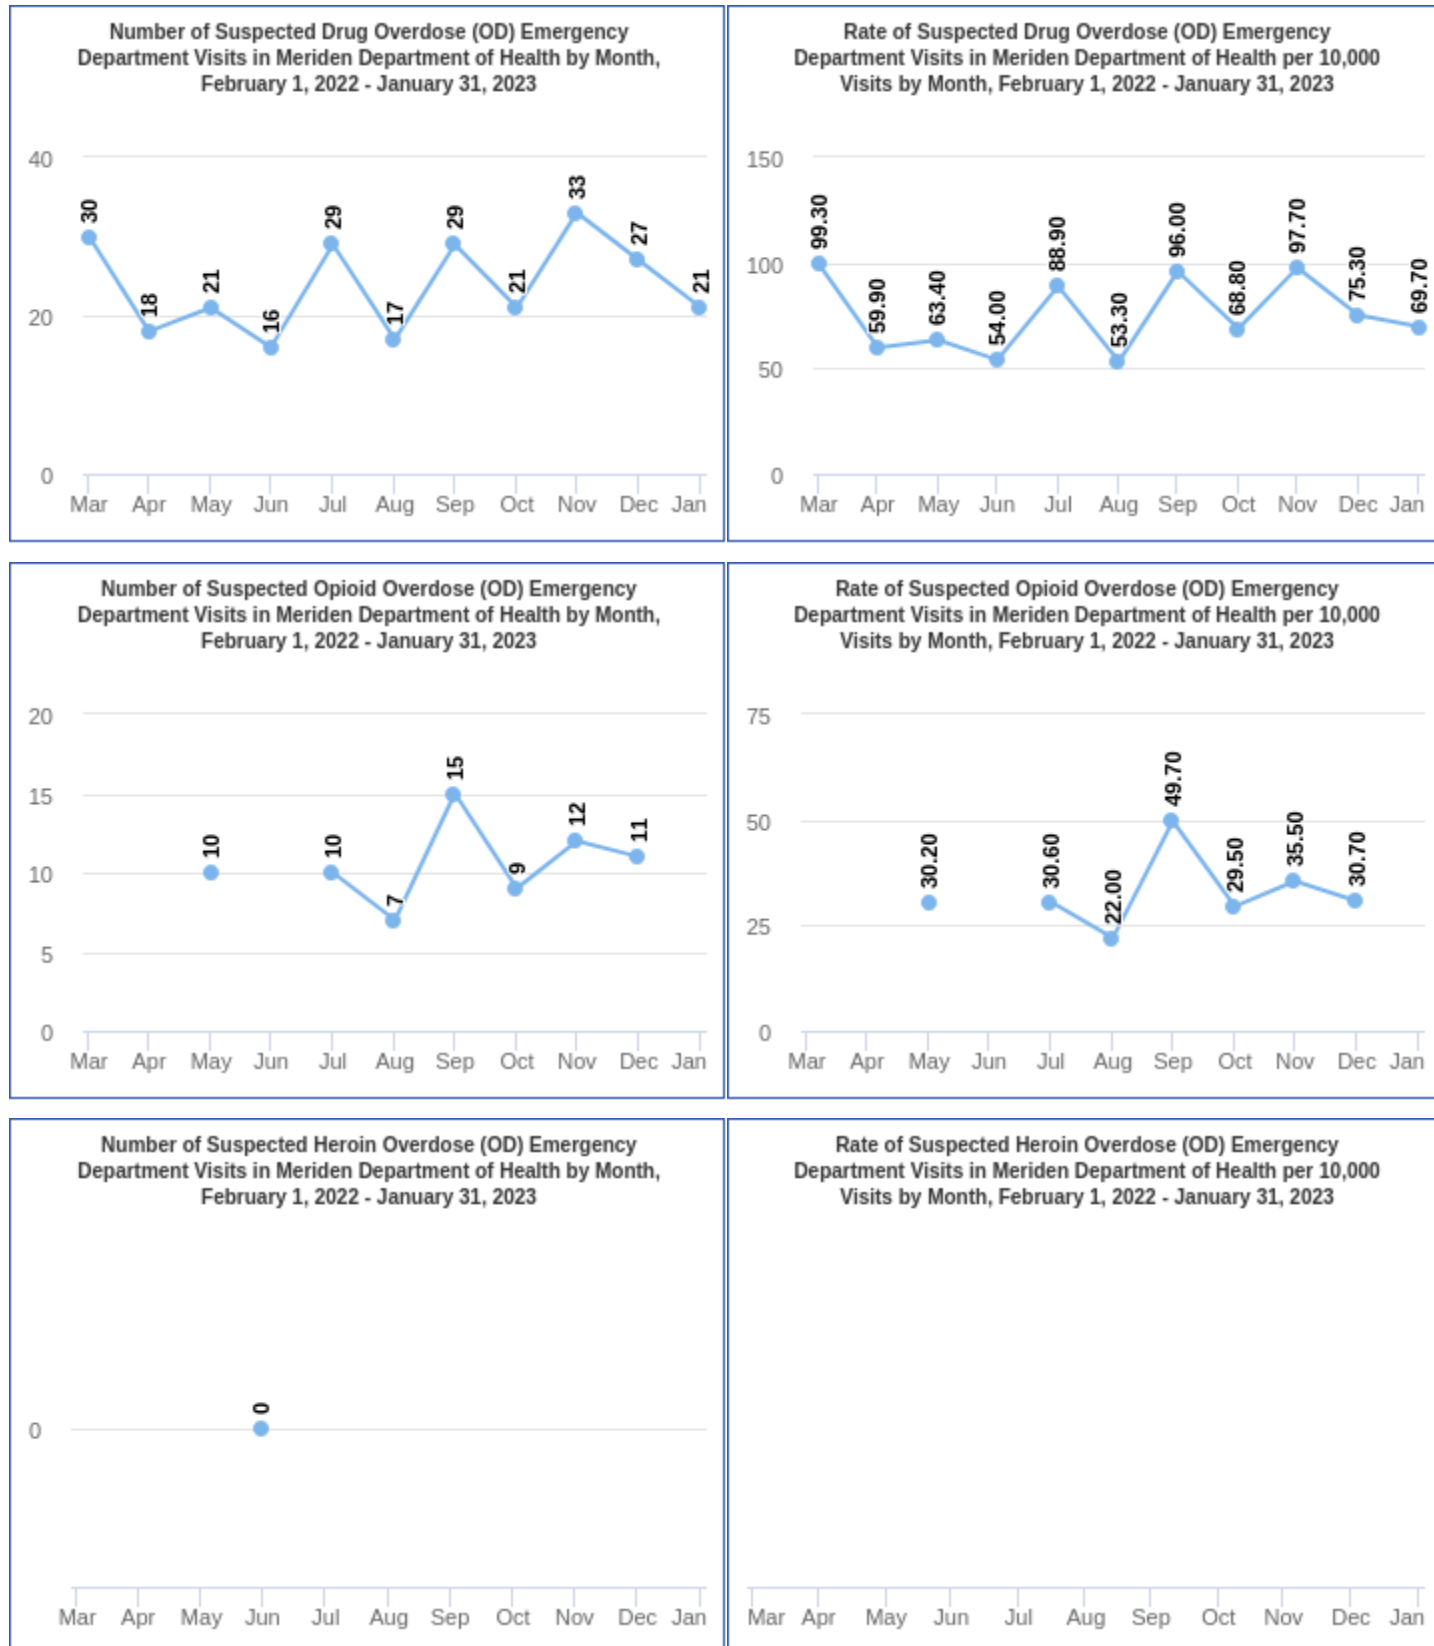 Number of Suspected Drug Overdose (OD) Emergency
Department Visits in Meriden Department of Health by Month,
February 1, 2022 - January 31, 2023
40
20
0
30
18
21
16
29
17
29
21
33
27
21
Mar Apr May Jun Jul Aug Sep Oct Nov Dec Jan
Rate of Suspected Drug Overdose (OD) Emergency
Department Visits in Meriden Department of Health per 10,000
Visits by Month, February 1, 2022 - January 31, 2023
150
100
50
0
99.30
59.90
63.40
54.00
88.90
53.30
96.00
68.80
97.70
75.30
69.70
Mar Apr May Jun Jul Aug Sep Oct Nov Dec Jan
Number of Suspected Opioid Overdose (OD) Emergency
Department Visits in Meriden Department of Health by Month,
February 1, 2022 - January 31, 2023
20
15
10
5
0
10
10
7
15
9
12
11
Mar Apr May Jun Jul Aug Sep Oct Nov Dec Jan
Rate of Suspected Opioid Overdose (OD) Emergency
Department Visits in Meriden Department of Health per 10,000
Visits by Month, February 1, 2022 - January 31, 2023
75
50
25
0
30.20
30.60
22.00
49.70
29.50
35.50
30.70
Mar Apr May Jun Jul Aug Sep Oct Nov Dec Jan
Number of Suspected Heroin Overdose (OD) Emergency
Department Visits in Meriden Department of Health by Month,
February 1, 2022 - January 31, 2023
0
0
Mar Apr May Jun Jul Aug Sep Oct Nov Dec Jan
Rate of Suspected Heroin Overdose (OD) Emergency
Department Visits in Meriden Department of Health per 10,000
Visits by Month, February 1, 2022 - January 31, 2023
Mar Apr May Jun Jul Aug Sep Oct Nov Dec Jan